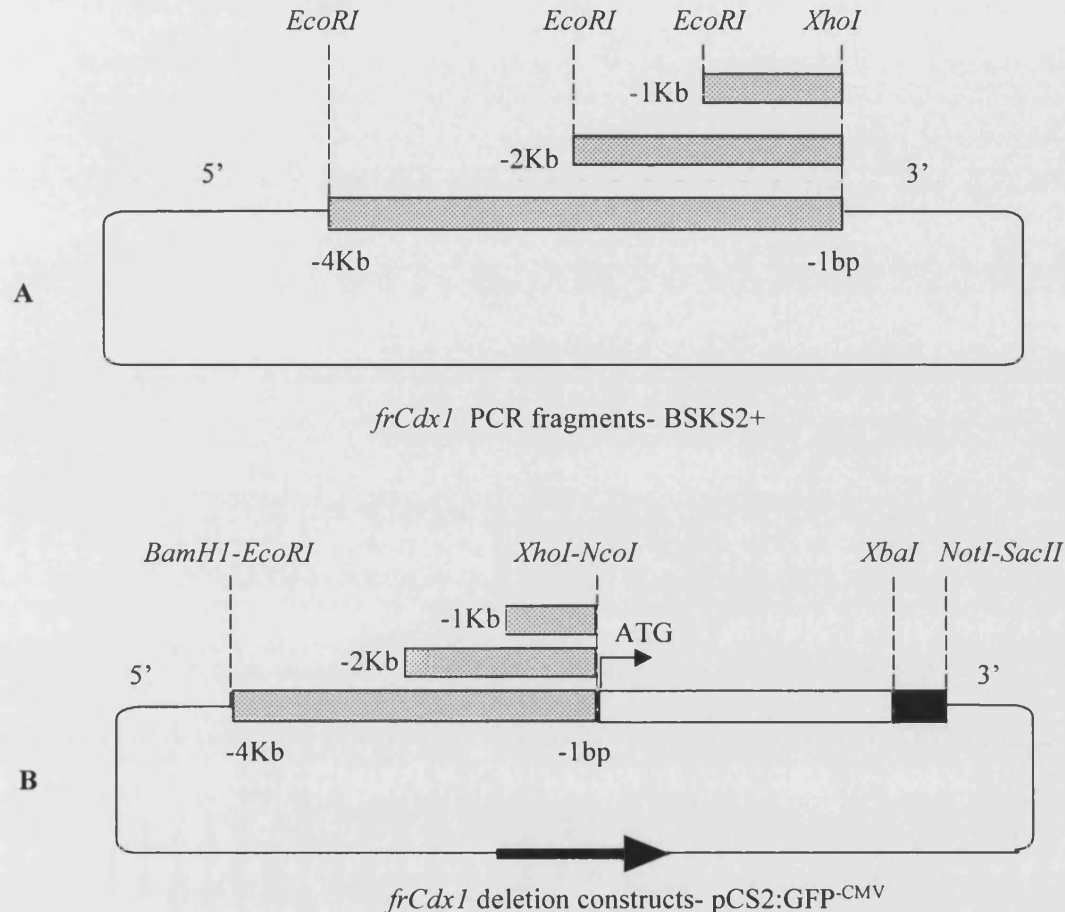 EcoRI EcoRI EcoRI XhoI
-1Kb
-2Kb
5’ 3’
-4Kb -1bp
A
frCdx1 PCR fragments- BSKS2+
BamH1-EcoRI XhoI-NcoI XbaI NotI-SacII
-1Kb
ATG
-2Kb
5’ 3’
-4Kb -1bp
B
frCdx1 deletion constructs- pCS2:GFP-CMV